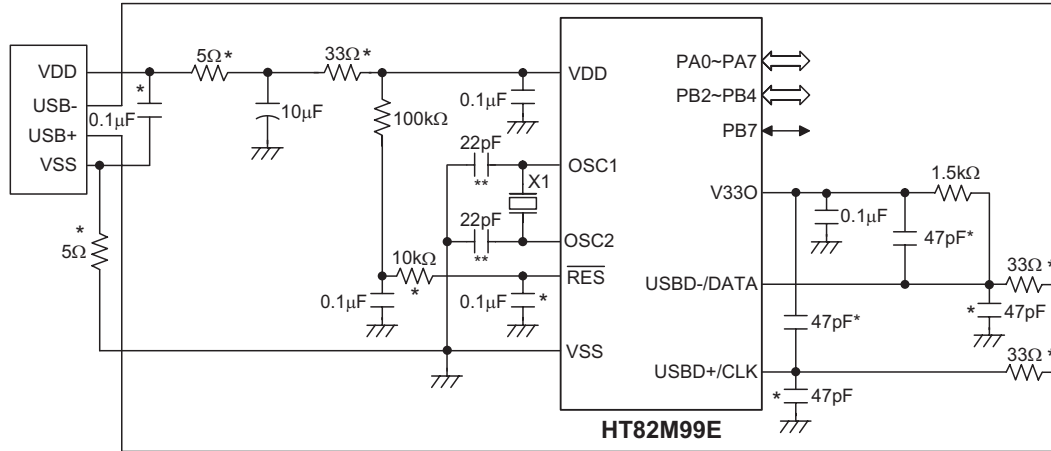 5Ω*
33Ω*
VDD
USB-
USB+
VSS
*
0.1μF
10μF
100kΩ
0.1μF
5Ω
*
22pF
**
X1
22pF
**
10kΩ
*
0.1μF
0.1μF
*
VDD
OSC1
OSC2
RES
VSS
PA0~PA7
PB2~PB4
PB7
V33O
USBD-/DATA
USBD+/CLK
1.5kΩ
0.1μF
47pF*
33Ω*
*
47pF
47pF*
33Ω*
*
47pF
HT82M99E